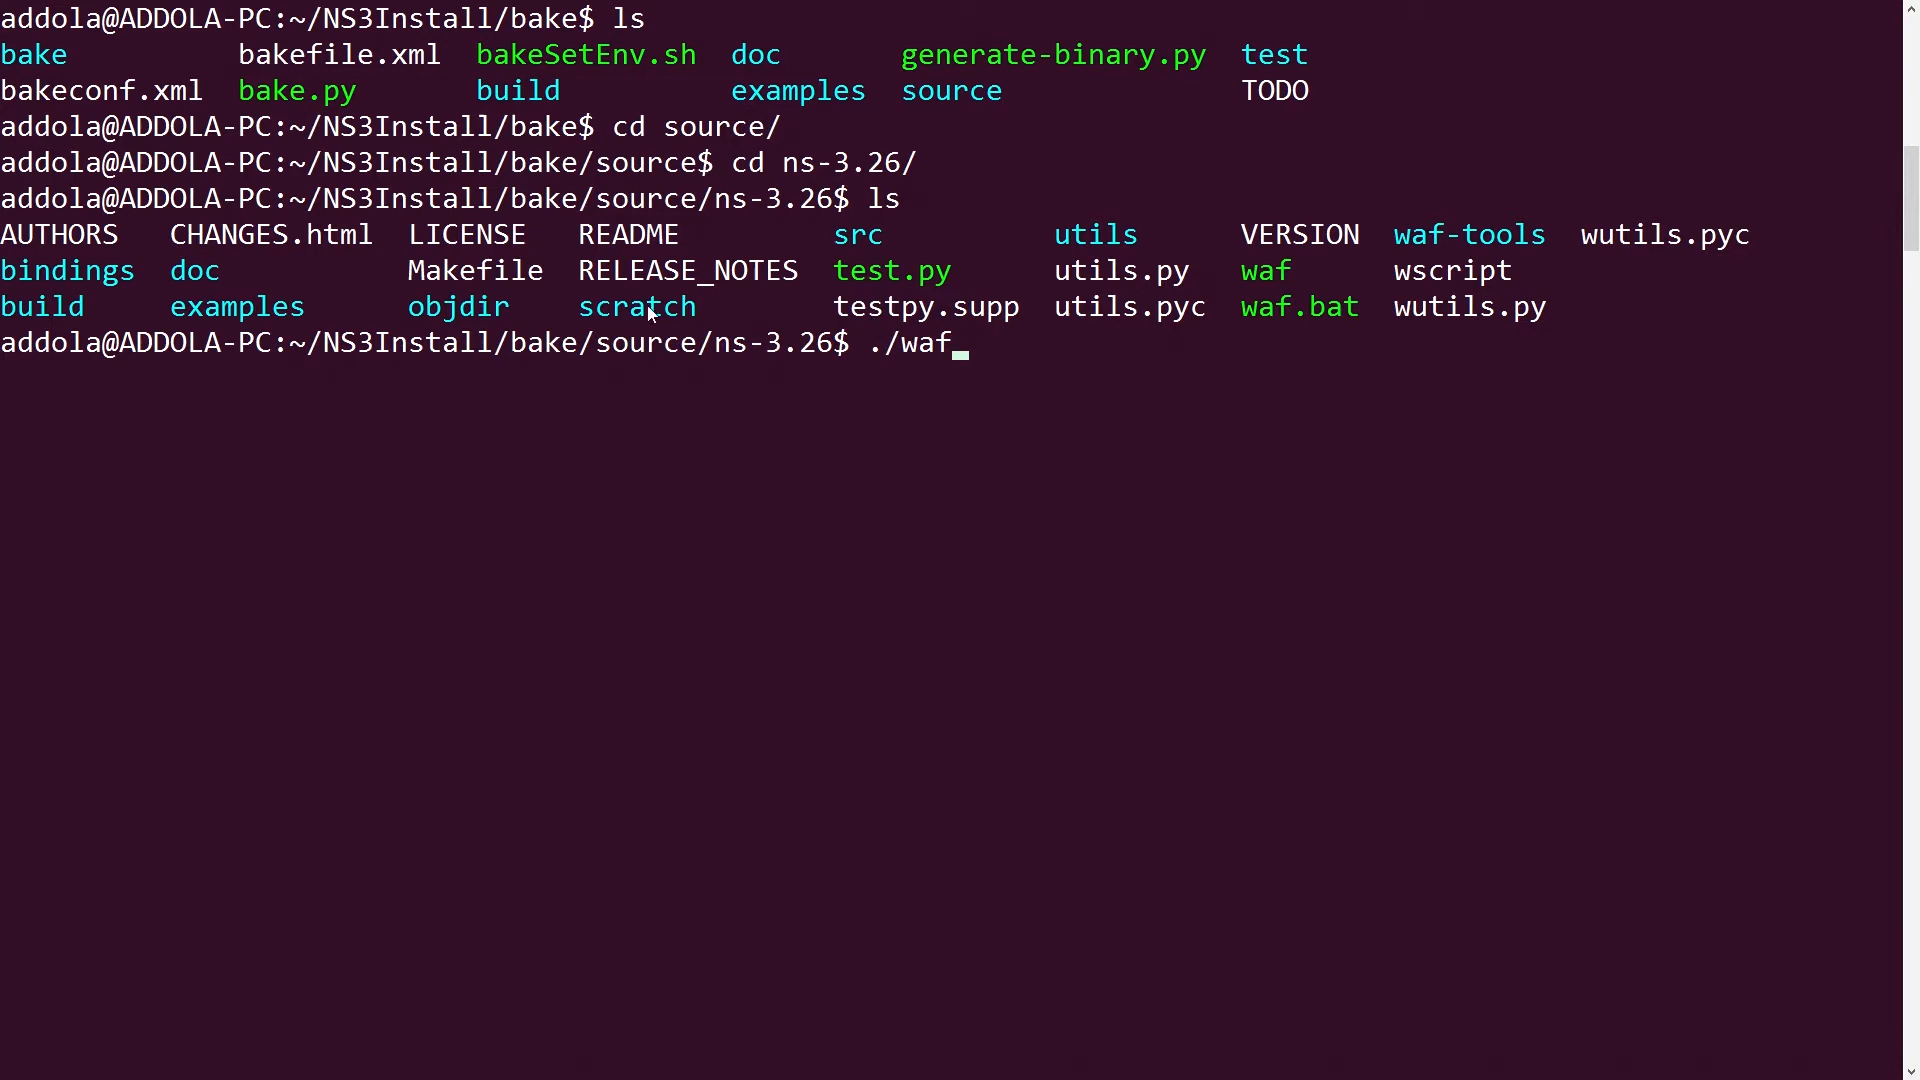 addola@ADDOLA-PC:~/NS3Install/bake$ ls
bake bakefile.xml bakeSetEnv.sh doc generate-binary.py test
bakeconf.xml bake.py build examples source TODO
addola@ADDOLA-PC:~/NS3Install/bake$ cd source/
addola@ADDOLA-PC:~/NS3Install/bake/source$ cd ns-3.26/
addola@ADDOLA-PC:~/NS3Install/bake/source/ns-3.26$ ls
AUTHORS CHANGES.html LICENSE README src utils VERSION waf-tools wutils.pyc
bindings doc Makefile RELEASE_NOTES test.py utils.py waf wscript
build examples objdir scratch testpy.supp utils.pyc waf.bat wutils.py
addola@ADDOLA-PC:~/NS3Install/bake/source/ns-3.26$ ./waf